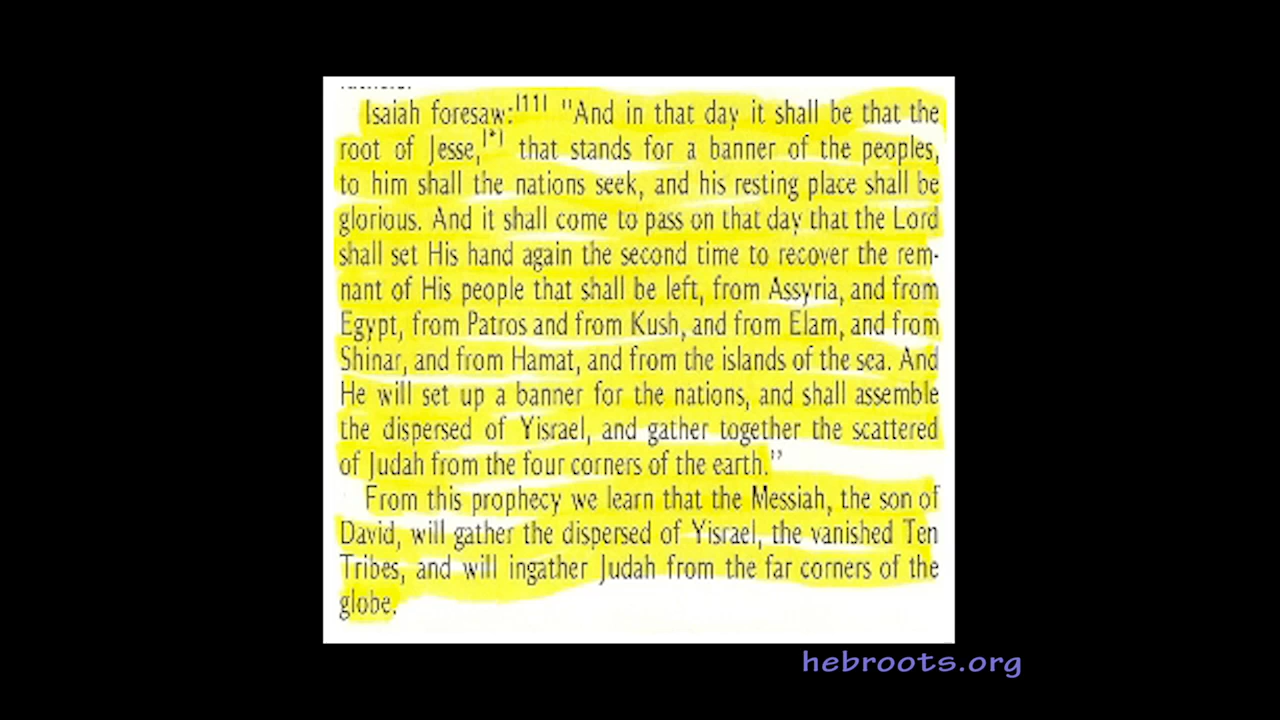 Isaiah foresaw:[11] "And in that day it shall be that the
root of Jesse,[*] that stands for a banner of the peoples,
to him shall the nations seek, and his resting place shall be
glorious. And it shall come to pass on that day that the Lord
shall set His hand again the second time to recover the rem-
nant of His people that shall be left, from Assyria, and from
Egypt, from Patros and from Kush, and from Elam, and from
Shinar, and from Hamat, and from the islands of the sea. And
He will set up a banner for the nations, and shall assemble
the dispersed of Yisrael, and gather together the scattered
of Judah from the four corners of the earth."
From this prophecy we learn that the Messiah, the son of
David, will gather the dispersed of Yisrael, the vanished Ten
Tribes, and will ingather Judah from the far corners of the
globe.
hebroots.org